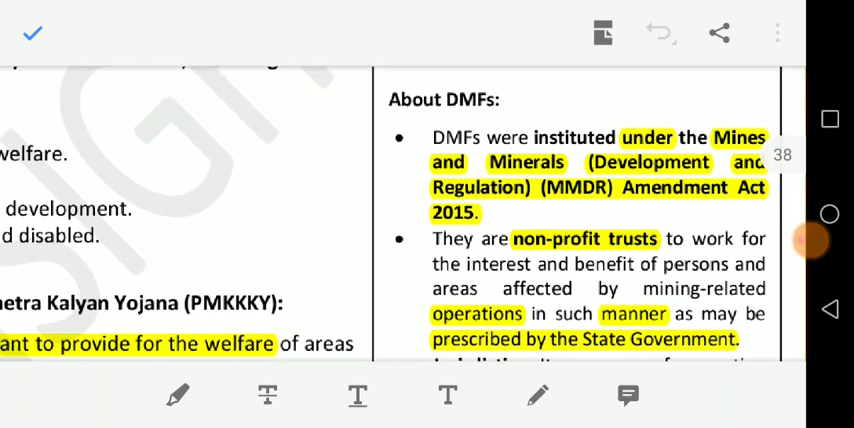 welfare.
development.
d disabled.
netra Kalyan Yojana (PMKKKY):
ant to provide for the welfare of areas
About DMFs:
• DMFs were instituted under the Mines
and Minerals (Development and
Regulation) (MMDR) Amendment Act
2015.
• They are non-profit trusts to work for
the interest and benefit of persons and
areas affected by mining-related
operations in such manner as may be
prescribed by the State Government.
38